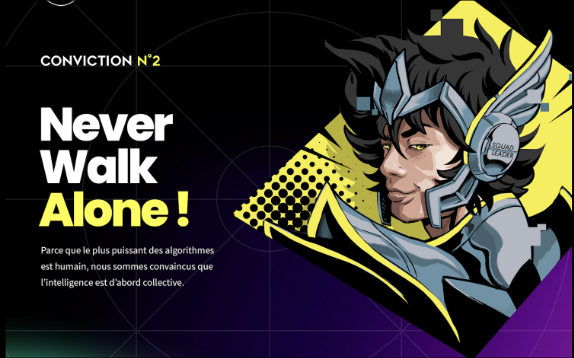 CONVICTION N°2
Never
Walk
Alone !
Parce que le plus puissant des algorithmes
est humain, nous sommes convaincus que
l'intelligence est d'abord collective.
SQUAD
LEADER